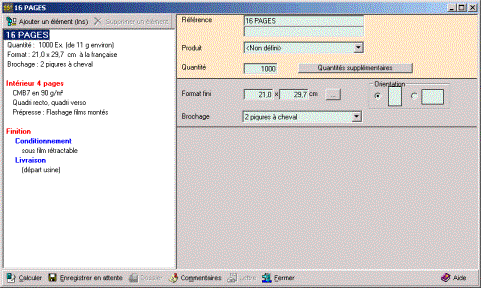 16 PAGES
Ajouter un élément (Ins)
Supprimer un élément
16 PAGES
Quantité : 1000 Ex. (de 11 g environ)
Format : 21,0 x 29,7 cm à la française
Brochage : 2 piqures à cheval
Intérieur 4 pages
CMB7 en 90 g/m²
Quadri recto, quadri verso
Prépresse : Flashage films montés
Finition
Conditionnement
sous film rétractable
Livraison
(départ usine)
Référence
16 PAGES
Produit
<Non défini>
Quantité
1000
Quantités supplémentaires
Format fini
21,0 x 29,7 cm
...
Orientation
Brochage
2 piqures à cheval
Calculer
Enregistrer en attente
Dossier
Commentaires
Lettre
Fermer
Aide